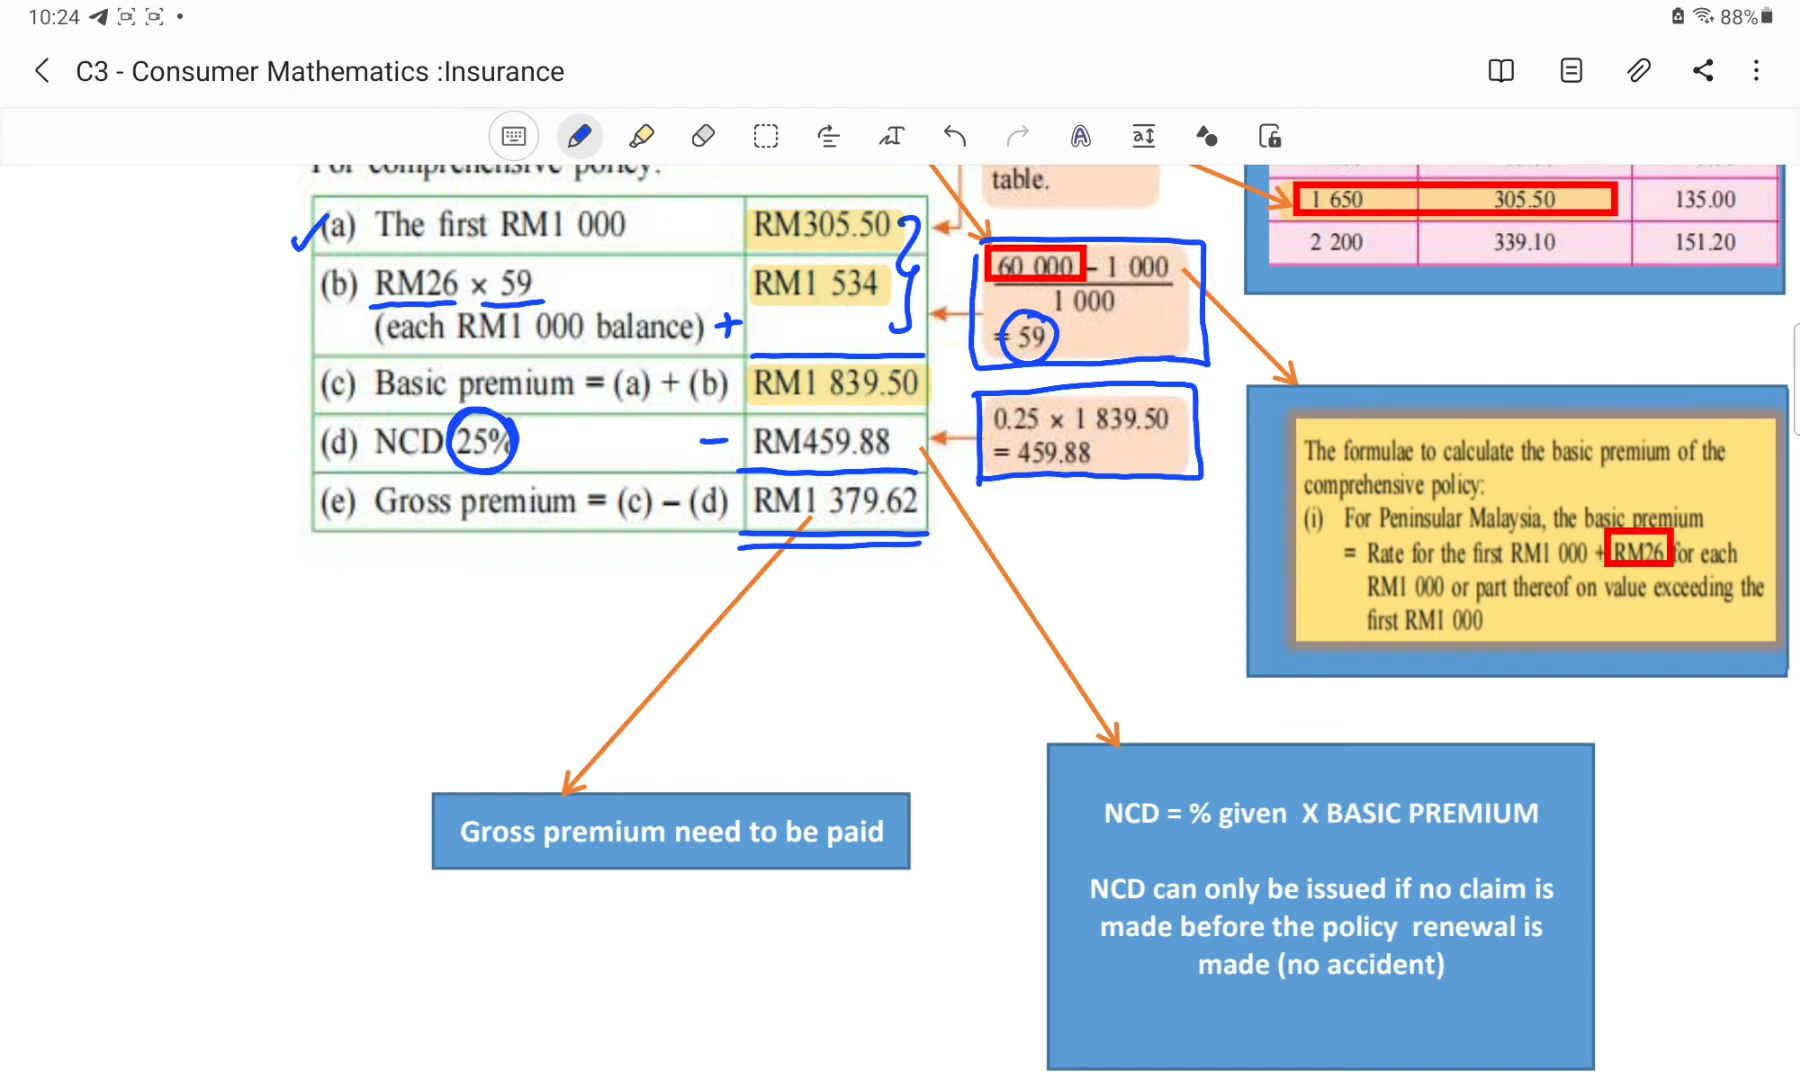 10:24
88%
C3 - Consumer Mathematics :Insurance
For comprehensive policy:
(a) The first RM1 000 RM305.50
(b) RM26 × 59 RM1 534
(each RM1 000 balance) +
(c) Basic premium = (a) + (b) RM1 839.50
(d) NCD 25% - RM459.88
(e) Gross premium = (c) – (d) RM1 379.62
table.
60 000 – 1 000
1 000
= 59
0.25 × 1 839.50
= 459.88
1 650 305.50 135.00
2 200 339.10 151.20
The formulae to calculate the basic premium of the
comprehensive policy:
(i) For Peninsular Malaysia, the basic premium
= Rate for the first RM1 000 + RM26 for each
RM1 000 or part thereof on value exceeding the
first RM1 000
Gross premium need to be paid
NCD = % given X BASIC PREMIUM
NCD can only be issued if no claim is
made before the policy renewal is
made (no accident)